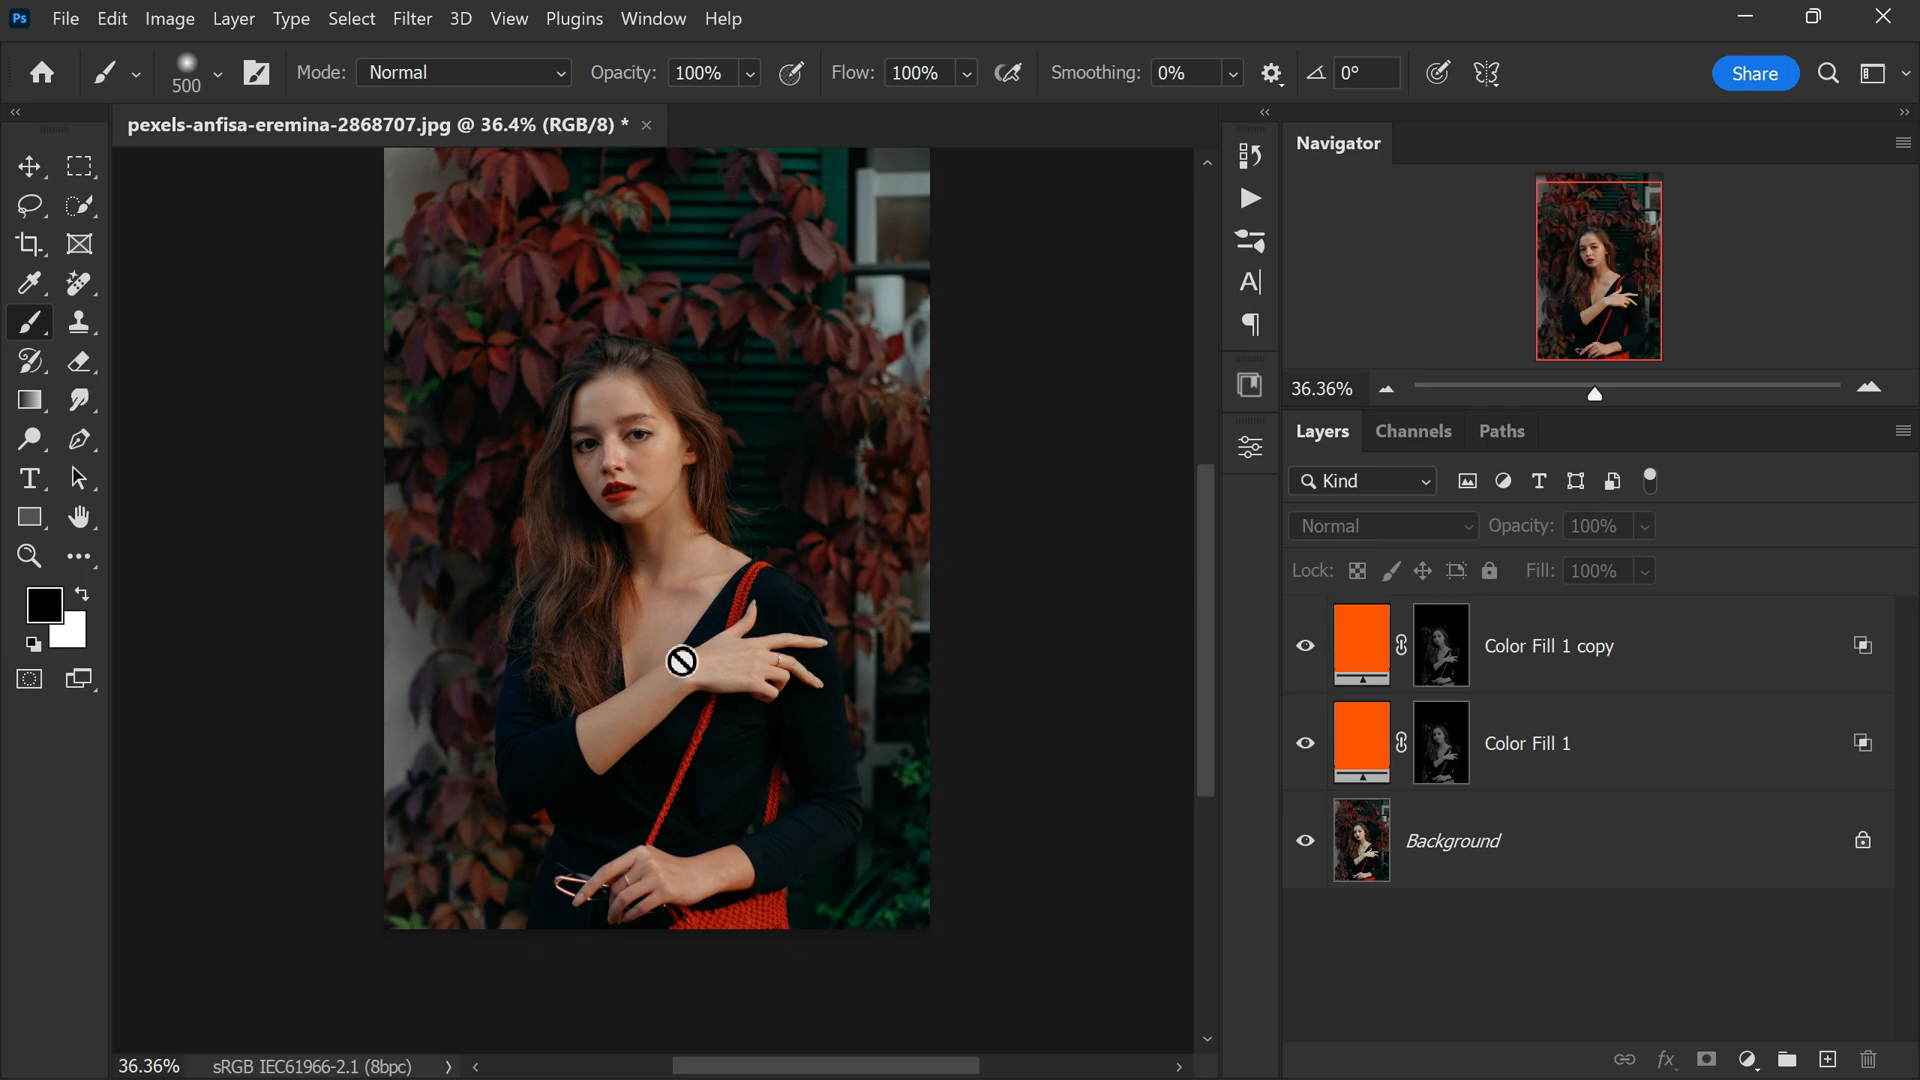 Ps File Edit Image Layer Type Select Filter 3D View Plugins Window Help
500 Mode: Normal Opacity: 100% Flow: 100% Smoothing: 0% 0° Share
pexels-anfisa-eremina-2868707.jpg @ 36.4% (RGB/8) *
Navigator
36.36%
Layers Channels Paths
Kind
Normal Opacity: 100%
Lock: Fill: 100%
Color Fill 1 copy
Color Fill 1
Background
36.36% sRGB IEC61966-2.1 (8bpc)